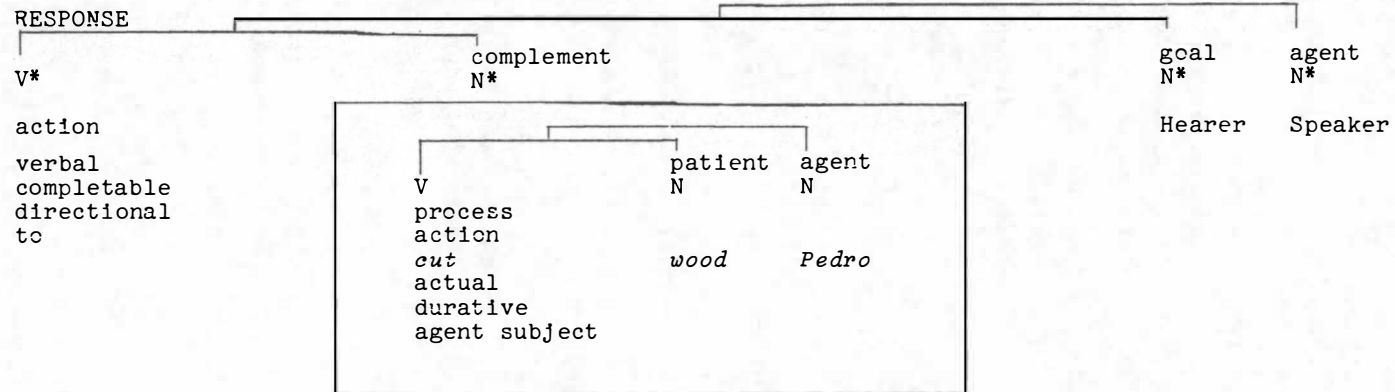 RESPONSE
complement goal agent
V* N* N* N*
action Hearer Speaker
verbal patient agent
completable V N N
directional process
to action
cut wood Pedro
actual
durative
agent subject